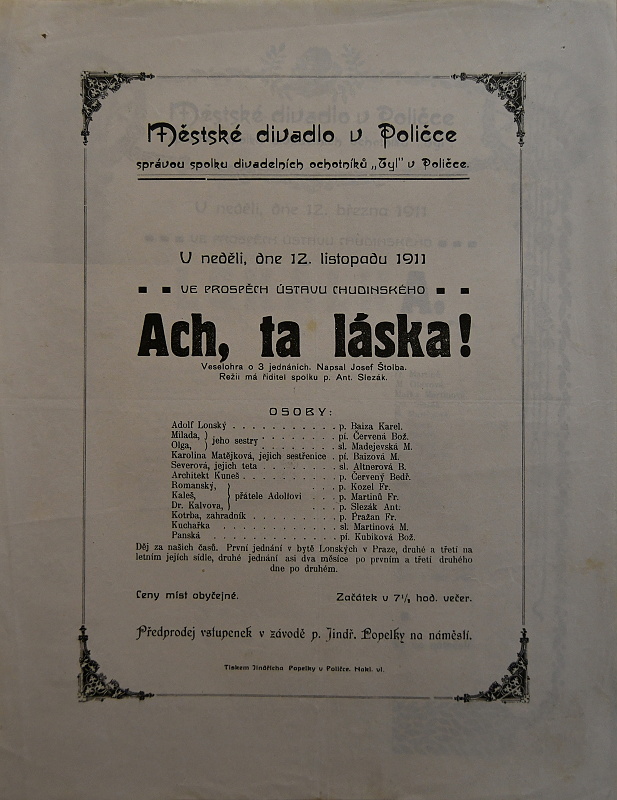 Městské divadlo v Poličce
správou spolku divadelních ochotníků „Tyl" v Poličce.
U neděli, dne 12. listopadu 1911
VE PROSPĚCH ÚSTAVU CHUDINSKÉHO
Ach, ta láska!
Veselohra o 3 jednáních. Napsal Josef Štolba.
Režii má řiditel spolku p. Ant. Slezák.
OSOBY:
Adolf Lonský . . . . . . . . . . . p. Baiza Karel.
Milada, } jeho sestry . . . . . . . . pí. Červená Bož.
Olga, } . . . . . . . . sl. Madejevská M.
Karolina Matějková, jejich sestřenice . pí. Baizová M.
Severová, jejich teta . . . . . . . . sl. Altnerová B.
Architekt Kuneš . . . . . . . . . . p. Červený Bedř.
Romanský, } . . . p. Kozel Fr.
Kaleš, } přátele Adolfovi . . . p. Martinů Fr.
Dr. Kalvova, } . . . p. Slezák Ant.
Kotrba, zahradník . . . . . . . . . p. Pražan Fr.
Kuchařka . . . . . . . . . . . sl. Martinová M.
Panská . . . . . . . . . . . . pí. Kubíková Bož.
Děj za našich časů. První jednání v bytě Lonských v Praze, druhé a třetí na
letním jejich sídle, druhé jednání asi dva měsíce po prvním a třetí druhého
dne po druhém.
Ceny míst obyčejné. Začátek v 7½ hod. večer.
Předprodej vstupenek v závodě p. Jindř. Popelky na náměstí.
Tiskem Jindřicha Popelky v Poličce. Nakl. vl.